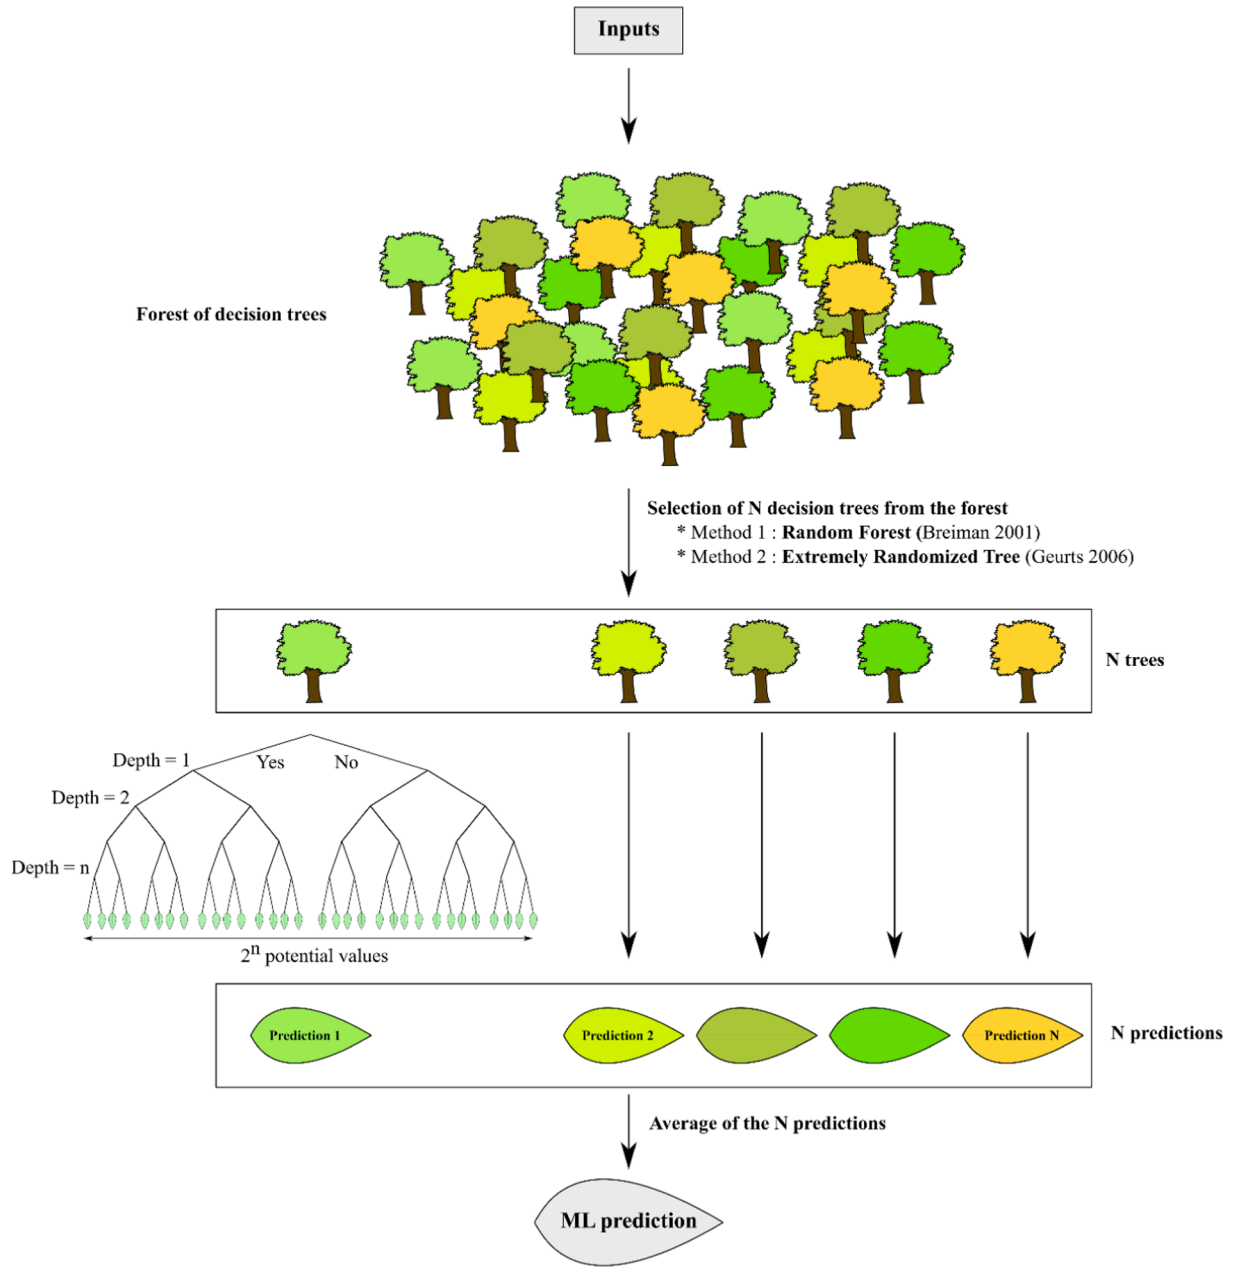 Inputs
Forest of decision trees
Selection of N decision trees from the forest
* Method 1 : Random Forest (Breiman 2001)
* Method 2 : Extremely Randomized Tree (Geurts 2006)
N trees
Depth = 1
Yes
No
Depth = 2
Depth = n
2^n potential values
Prediction 1
Prediction 2
Prediction N
N predictions
Average of the N predictions
ML prediction